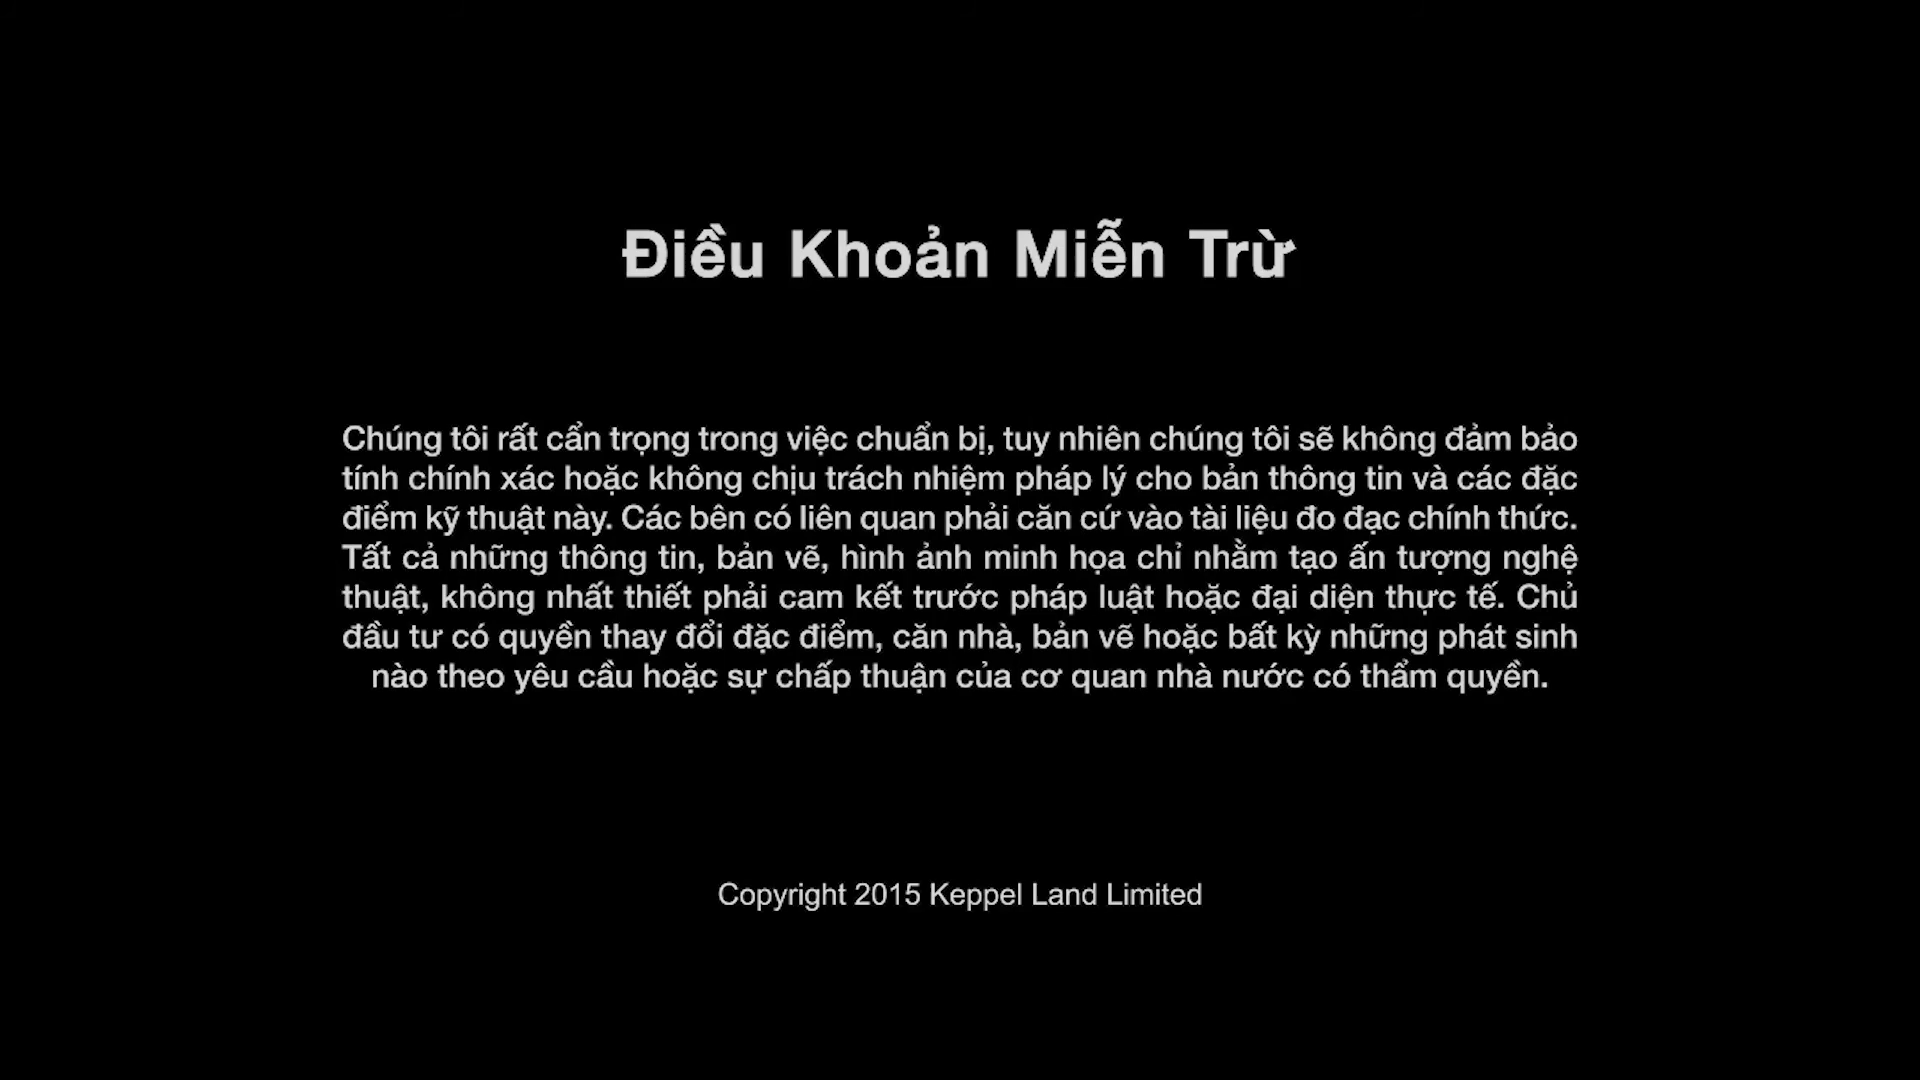 Điều Khoản Miễn Trừ
Chúng tôi rất cẩn trọng trong việc chuẩn bị, tuy nhiên chúng tôi sẽ không đảm bảo
tính chính xác hoặc không chịu trách nhiệm pháp lý cho bản thông tin và các đặc
điểm kỹ thuật này. Các bên có liên quan phải căn cứ vào tài liệu đo đạc chính thức.
Tất cả những thông tin, bản vẽ, hình ảnh minh họa chỉ nhằm tạo ấn tượng nghệ
thuật, không nhất thiết phải cam kết trước pháp luật hoặc đại diện thực tế. Chủ
đầu tư có quyền thay đổi đặc điểm, căn nhà, bản vẽ hoặc bất kỳ những phát sinh
nào theo yêu cầu hoặc sự chấp thuận của cơ quan nhà nước có thẩm quyền.
Copyright 2015 Keppel Land Limited